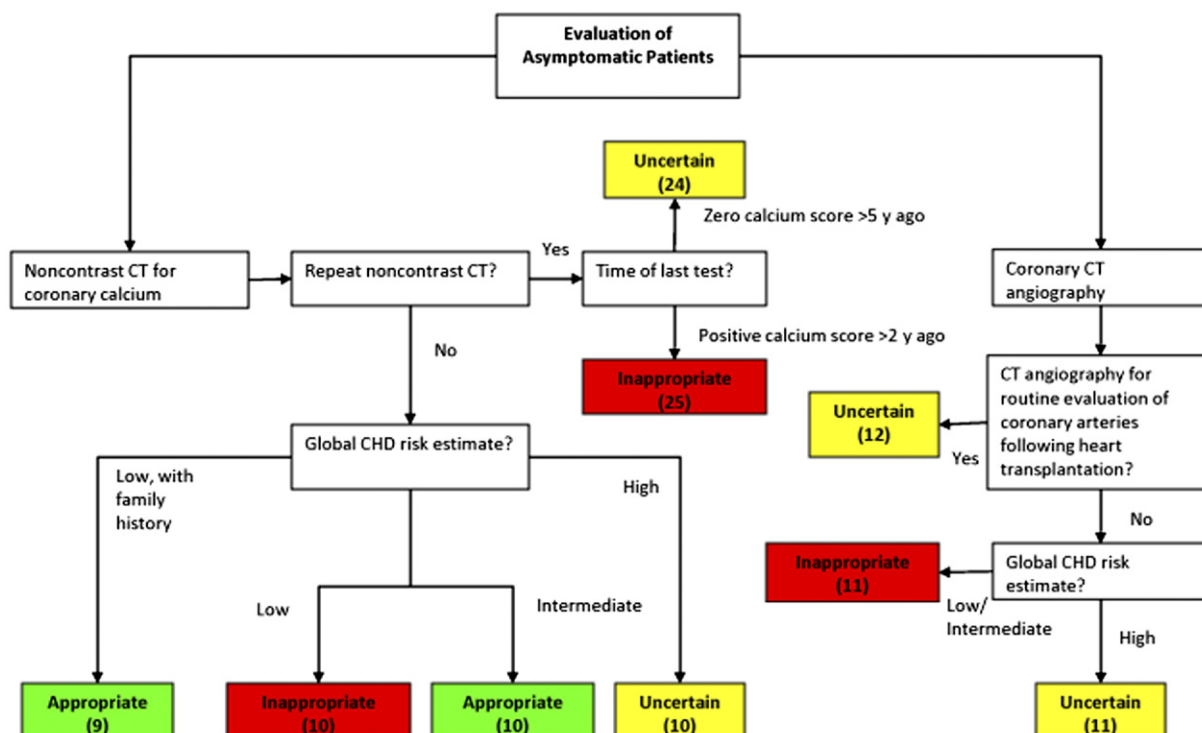 Evaluation of
Asymptomatic Patients
Uncertain
(24)
Zero calcium score >5 y ago
Noncontrast CT for
coronary calcium
Repeat noncontrast CT?
Yes
Time of last test?
Coronary CT
angiography
Positive calcium score >2 y ago
No
Inappropriate
(25)
CT angiography for
routine evaluation of
coronary arteries
following heart
transplantation?
Uncertain
(12)
Yes
Global CHD risk estimate?
Low, with
family
history
High
No
Inappropriate
(11)
Global CHD risk
estimate?
Low/
Intermediate
High
Low
Intermediate
Appropriate
(9)
Inappropriate
(10)
Appropriate
(10)
Uncertain
(10)
Uncertain
(11)